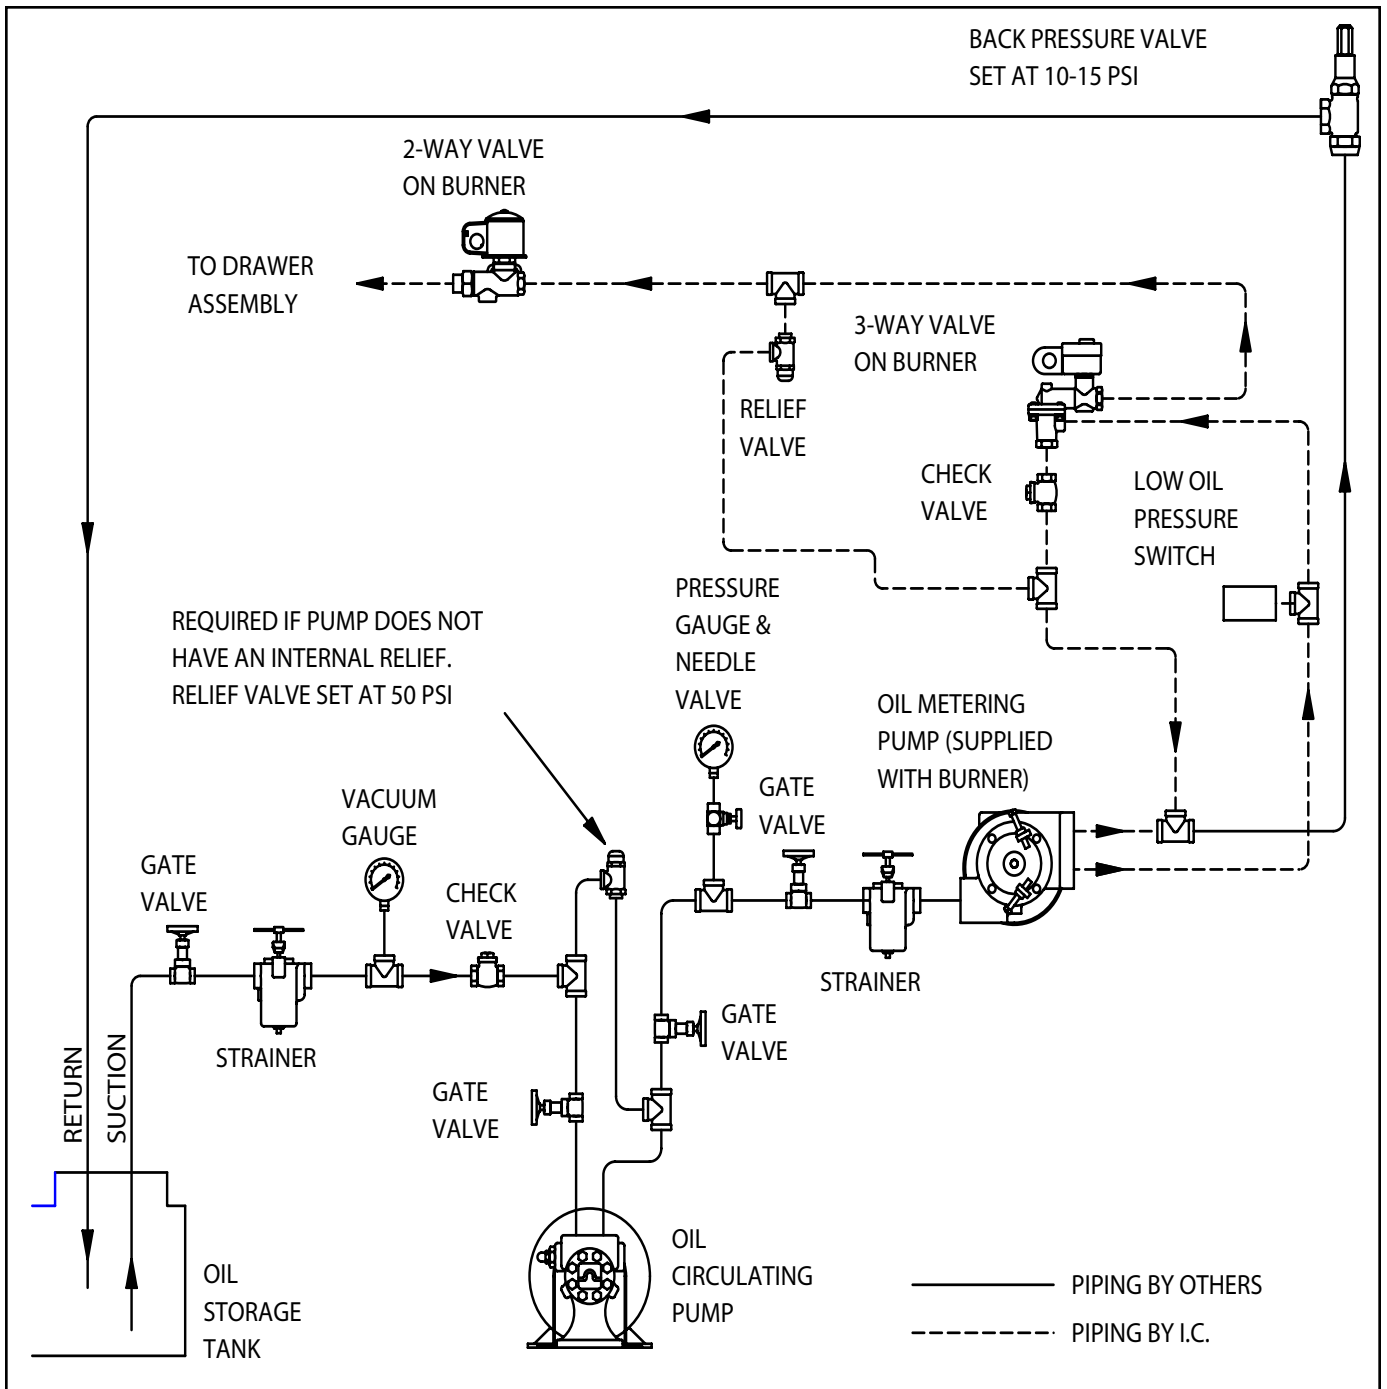 BACK PRESSURE VALVE
SET AT 10-15 PSI
2-WAY VALVE
ON BURNER
TO DRAWER
ASSEMBLY
3-WAY VALVE
ON BURNER
RELIEF
VALVE
CHECK
VALVE
LOW OIL
PRESSURE
SWITCH
PRESSURE
GAUGE &
NEEDLE
VALVE
REQUIRED IF PUMP DOES NOT
HAVE AN INTERNAL RELIEF.
RELIEF VALVE SET AT 50 PSI
OIL METERING
PUMP (SUPPLIED
WITH BURNER)
GATE
VALVE
VACUUM
GAUGE
GATE
VALVE
CHECK
VALVE
STRAINER
STRAINER
GATE
VALVE
GATE
VALVE
RETURN
SUCTION
OIL
STORAGE
TANK
OIL
CIRCULATING
PUMP
PIPING BY OTHERS
PIPING BY I.C.